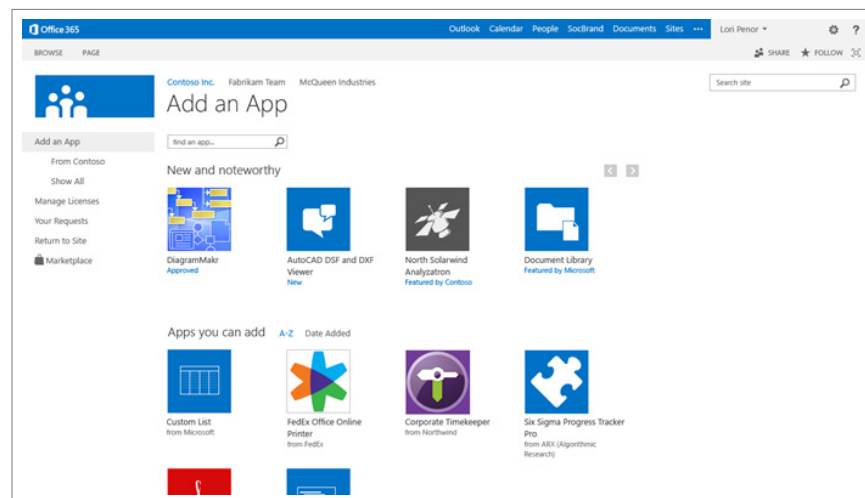 Office 365
Outlook Calendar People SocBrand Documents Sites ••• Lori Penor ?
BROWSE PAGE
SHARE FOLLOW
Contoso Inc. Fabrikam Team McQueen Industries
Search site
Add an App
Add an App
From Contoso
Show All
Manage Licenses
Your Requests
Return to Site
Marketplace
find an app...
New and noteworthy
DiagramMakr
Approved
AutoCAD DSF and DXF
Viewer
New
North Solarwind
Analyzatron
Featured by Contoso
Document Library
Featured by Microsoft
Apps you can add A-Z Date Added
Custom List
from Microsoft
FedEx Office Online
Printer
from FedEx
Corporate Timekeeper
from Northwind
Six Sigma Progress Tracker
Pro
from ARX (Algorithmic
Research)